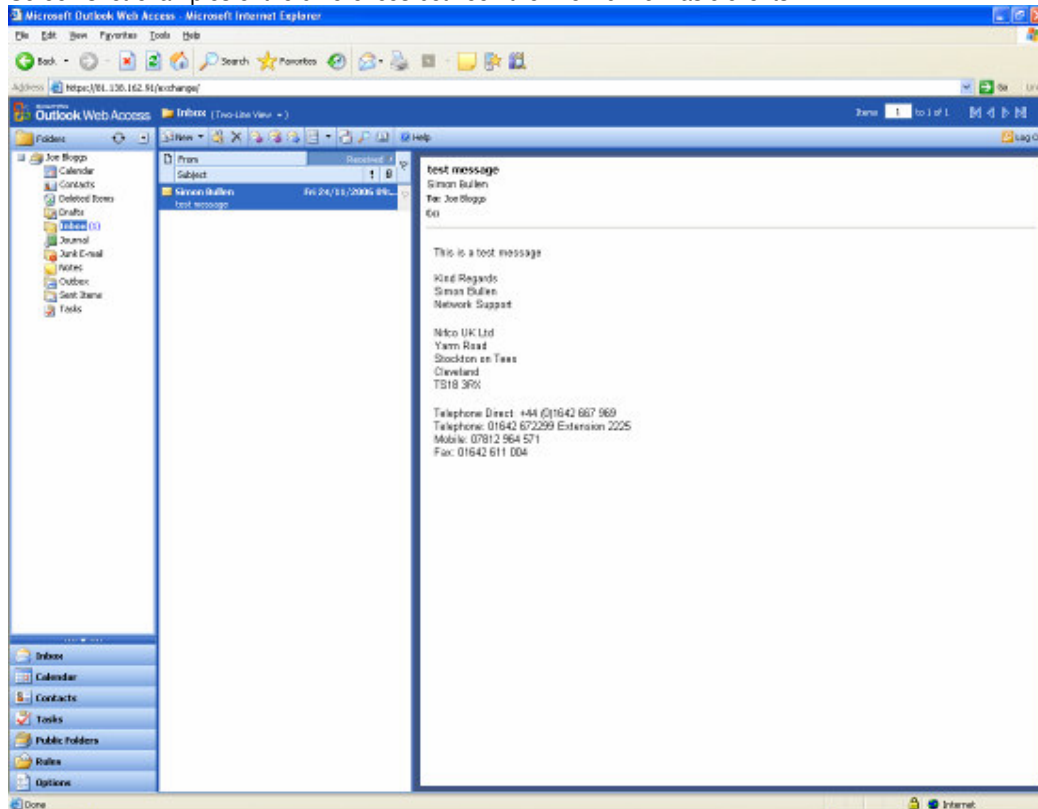 Microsoft Outlook Web Access - Microsoft Internet Explorer
File Edit View Favorites Tools Help
Back Search Favorites
Address https://81.138.162.91/exchange/ Go
Outlook Web Access Inbox (Two-Line View) Items 1 to 1 of 1
Folders New Help Log
Joe Bloggs
Calendar
Contacts
Deleted Items
Drafts
Inbox (1)
Journal
Junk E-mail
Notes
Outbox
Sent Items
Tasks
From Received
Subject
Simon Bullen Fri 24/11/2006
test message
test message
Simon Bullen
To: Joe Bloggs
Cc:
This is a test message
Kind Regards
Simon Bullen
Network Support
Nifco UK Ltd
Yarm Road
Stockton on Tees
Cleveland
TS18 3RX
Telephone Direct: +44 (0)1642 667 969
Telephone: 01642 672299 Extension 2225
Mobile: 07812 964 571
Fax: 01642 611 004
Inbox
Calendar
Contacts
Tasks
Public Folders
Rules
Options
Done Internet